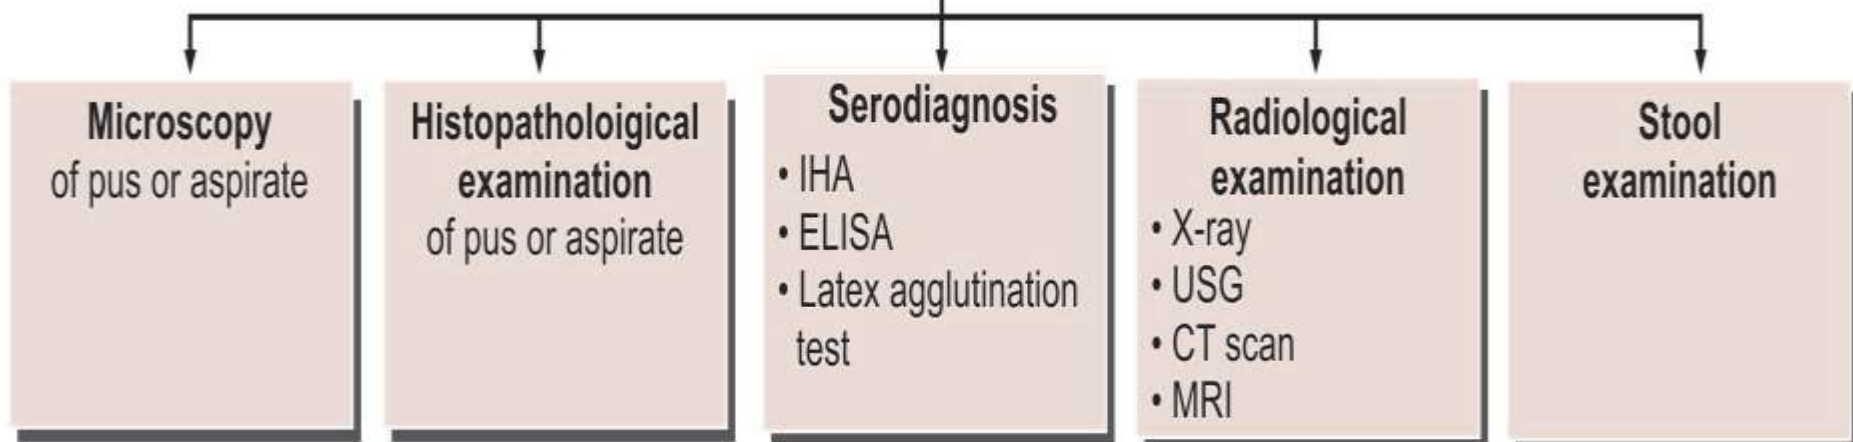 Microscopy
of pus or aspirate
Histopatholoigical
examination
of pus or aspirate
Serodiagnosis
• IHA
• ELISA
• Latex agglutination
test
Radiological
examination
• X-ray
• USG
• CT scan
• MRI
Stool
examination